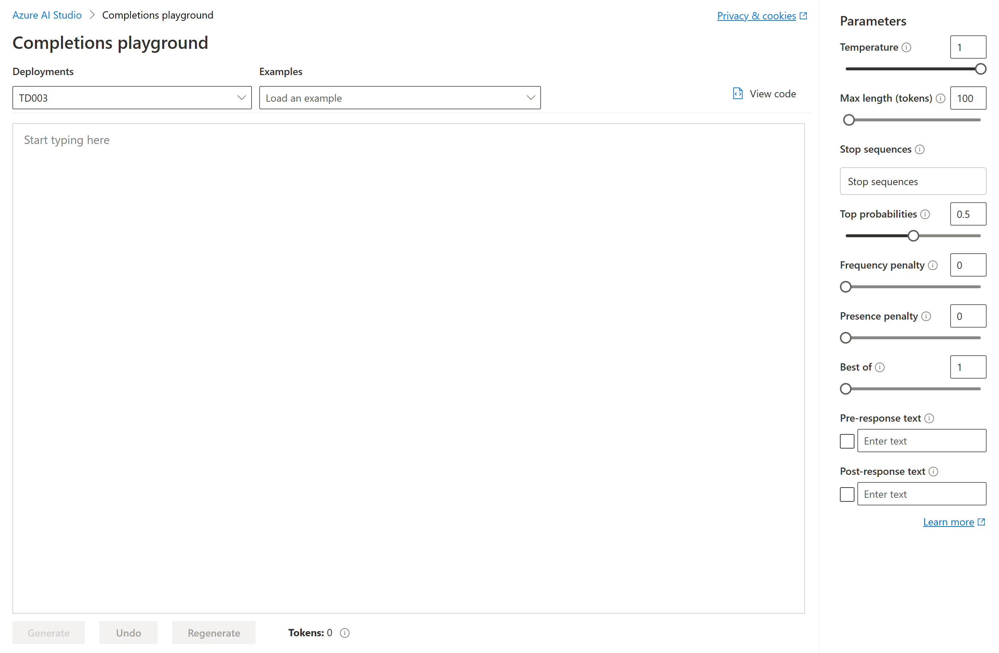 Azure AI Studio > Completions playground
Privacy & cookies
Completions playground
Deployments
Examples
TD003
Load an example
View code
Start typing here
Generate
Undo
Regenerate
Tokens: 0
Parameters
Temperature
1
Max length (tokens)
100
Stop sequences
Stop sequences
Top probabilities
0.5
Frequency penalty
0
Presence penalty
0
Best of
1
Pre-response text
Enter text
Post-response text
Enter text
Learn more